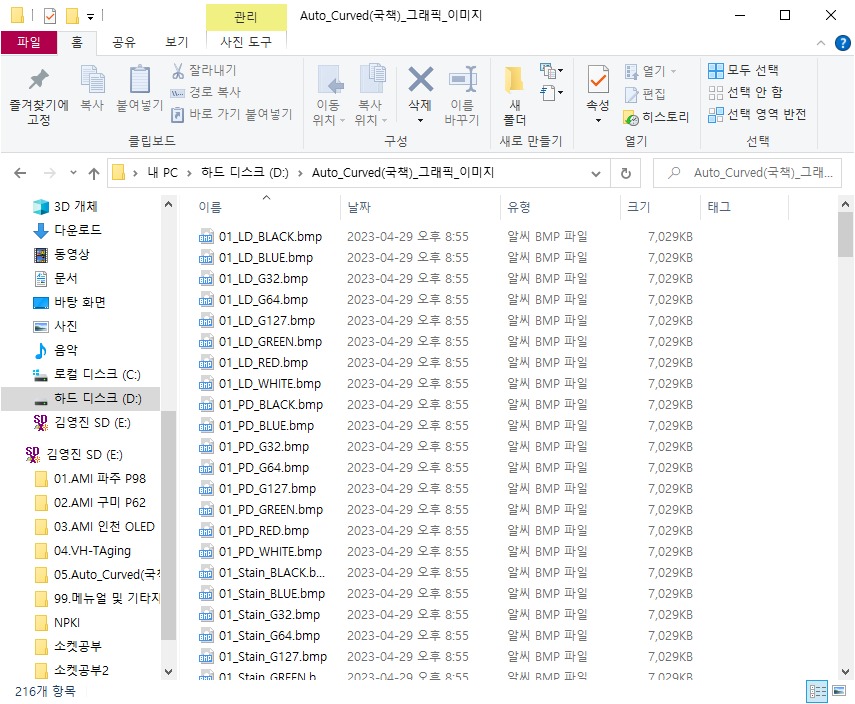 관리
Auto_Curved(국책)_그래픽_이미지
파일 홈 공유 보기 사진 도구
즐겨찾기에 고정
복사
붙여넣기
잘라내기
경로 복사
바로 가기 붙여넣기
클립보드
이동 위치
복사 위치
삭제
이름 바꾸기
구성
새 폴더
새로 만들기
속성
열기
편집
히스토리
열기
모두 선택
선택 안 함
선택 영역 반전
선택
내 PC › 하드 디스크 (D:) › Auto_Curved(국책)_그래픽_이미지
Auto_Curved(국책)_그래...
3D 개체
다운로드
동영상
문서
바탕 화면
사진
음악
로컬 디스크 (C:)
하드 디스크 (D:)
김영진 SD (E:)
김영진 SD (E:)
01.AMI 파주 P98
02.AMI 구미 P62
03.AMI 인천 OLED
04.VH-TAging
05.Auto_Curved(국책
99.메뉴얼 및 기타자
NPKI
소켓공부
소켓공부2
이름 날짜 유형 크기 태그
01_LD_BLACK.bmp 2023-04-29 오후 8:55 알씨 BMP 파일 7,029KB
01_LD_BLUE.bmp 2023-04-29 오후 8:55 알씨 BMP 파일 7,029KB
01_LD_G32.bmp 2023-04-29 오후 8:55 알씨 BMP 파일 7,029KB
01_LD_G64.bmp 2023-04-29 오후 8:55 알씨 BMP 파일 7,029KB
01_LD_G127.bmp 2023-04-29 오후 8:55 알씨 BMP 파일 7,029KB
01_LD_GREEN.bmp 2023-04-29 오후 8:55 알씨 BMP 파일 7,029KB
01_LD_RED.bmp 2023-04-29 오후 8:55 알씨 BMP 파일 7,029KB
01_LD_WHITE.bmp 2023-04-29 오후 8:55 알씨 BMP 파일 7,029KB
01_PD_BLACK.bmp 2023-04-29 오후 8:55 알씨 BMP 파일 7,029KB
01_PD_BLUE.bmp 2023-04-29 오후 8:55 알씨 BMP 파일 7,029KB
01_PD_G32.bmp 2023-04-29 오후 8:55 알씨 BMP 파일 7,029KB
01_PD_G64.bmp 2023-04-29 오후 8:55 알씨 BMP 파일 7,029KB
01_PD_G127.bmp 2023-04-29 오후 8:55 알씨 BMP 파일 7,029KB
01_PD_GREEN.bmp 2023-04-29 오후 8:55 알씨 BMP 파일 7,029KB
01_PD_RED.bmp 2023-04-29 오후 8:55 알씨 BMP 파일 7,029KB
01_PD_WHITE.bmp 2023-04-29 오후 8:55 알씨 BMP 파일 7,029KB
01_Stain_BLACK.b... 2023-04-29 오후 8:55 알씨 BMP 파일 7,029KB
01_Stain_BLUE.bmp 2023-04-29 오후 8:55 알씨 BMP 파일 7,029KB
01_Stain_G32.bmp 2023-04-29 오후 8:55 알씨 BMP 파일 7,029KB
01_Stain_G64.bmp 2023-04-29 오후 8:55 알씨 BMP 파일 7,029KB
01_Stain_G127.bmp 2023-04-29 오후 8:55 알씨 BMP 파일 7,029KB
01_Stain_GREEN.b... 2023-04-29 오후 8:55 알씨 BMP 파일 7,029KB
216개 항목